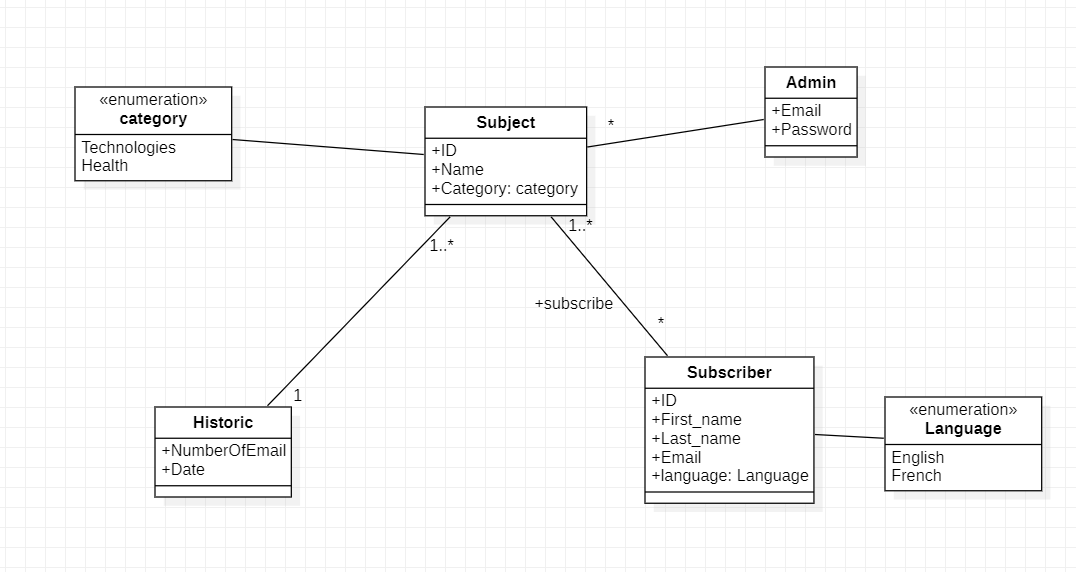 «enumeration»
category
Technologies
Health
Subject
+ID
+Name
+Category: category
*
Admin
+Email
+Password
1..*
1..*
+subscribe
*
1
Historic
+NumberOfEmail
+Date
Subscriber
+ID
+First_name
+Last_name
+Email
+language: Language
«enumeration»
Language
English
French